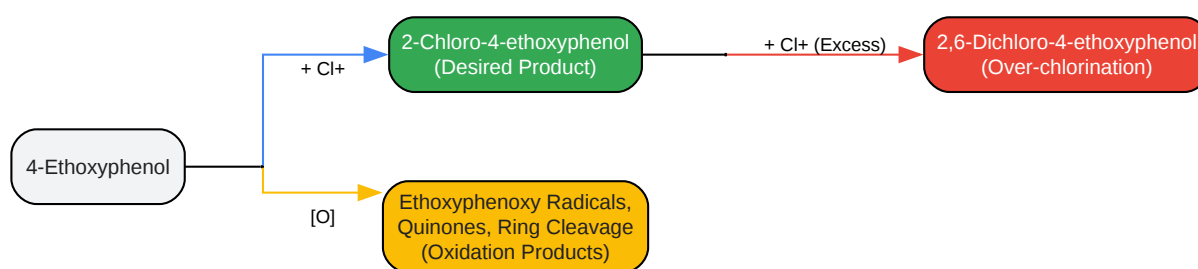 2-Chloro-4-ethoxyphenol
(Desired Product)
+ Cl+
+ Cl+ (Excess)
2,6-Dichloro-4-ethoxyphenol
(Over-chlorination)
4-Ethoxyphenol
[O]
Ethoxyphenoxy Radicals,
Quinones, Ring Cleavage
(Oxidation Products)